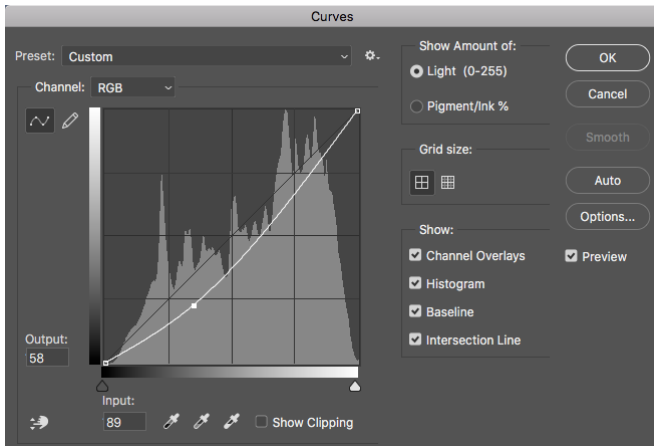 Curves
Preset: Custom
Channel: RGB
Output:
58
Input:
89
Show Clipping
Show Amount of:
Light (0-255)
Pigment/Ink %
Grid size:
Show:
Channel Overlays
Histogram
Baseline
Intersection Line
OK
Cancel
Smooth
Auto
Options...
Preview